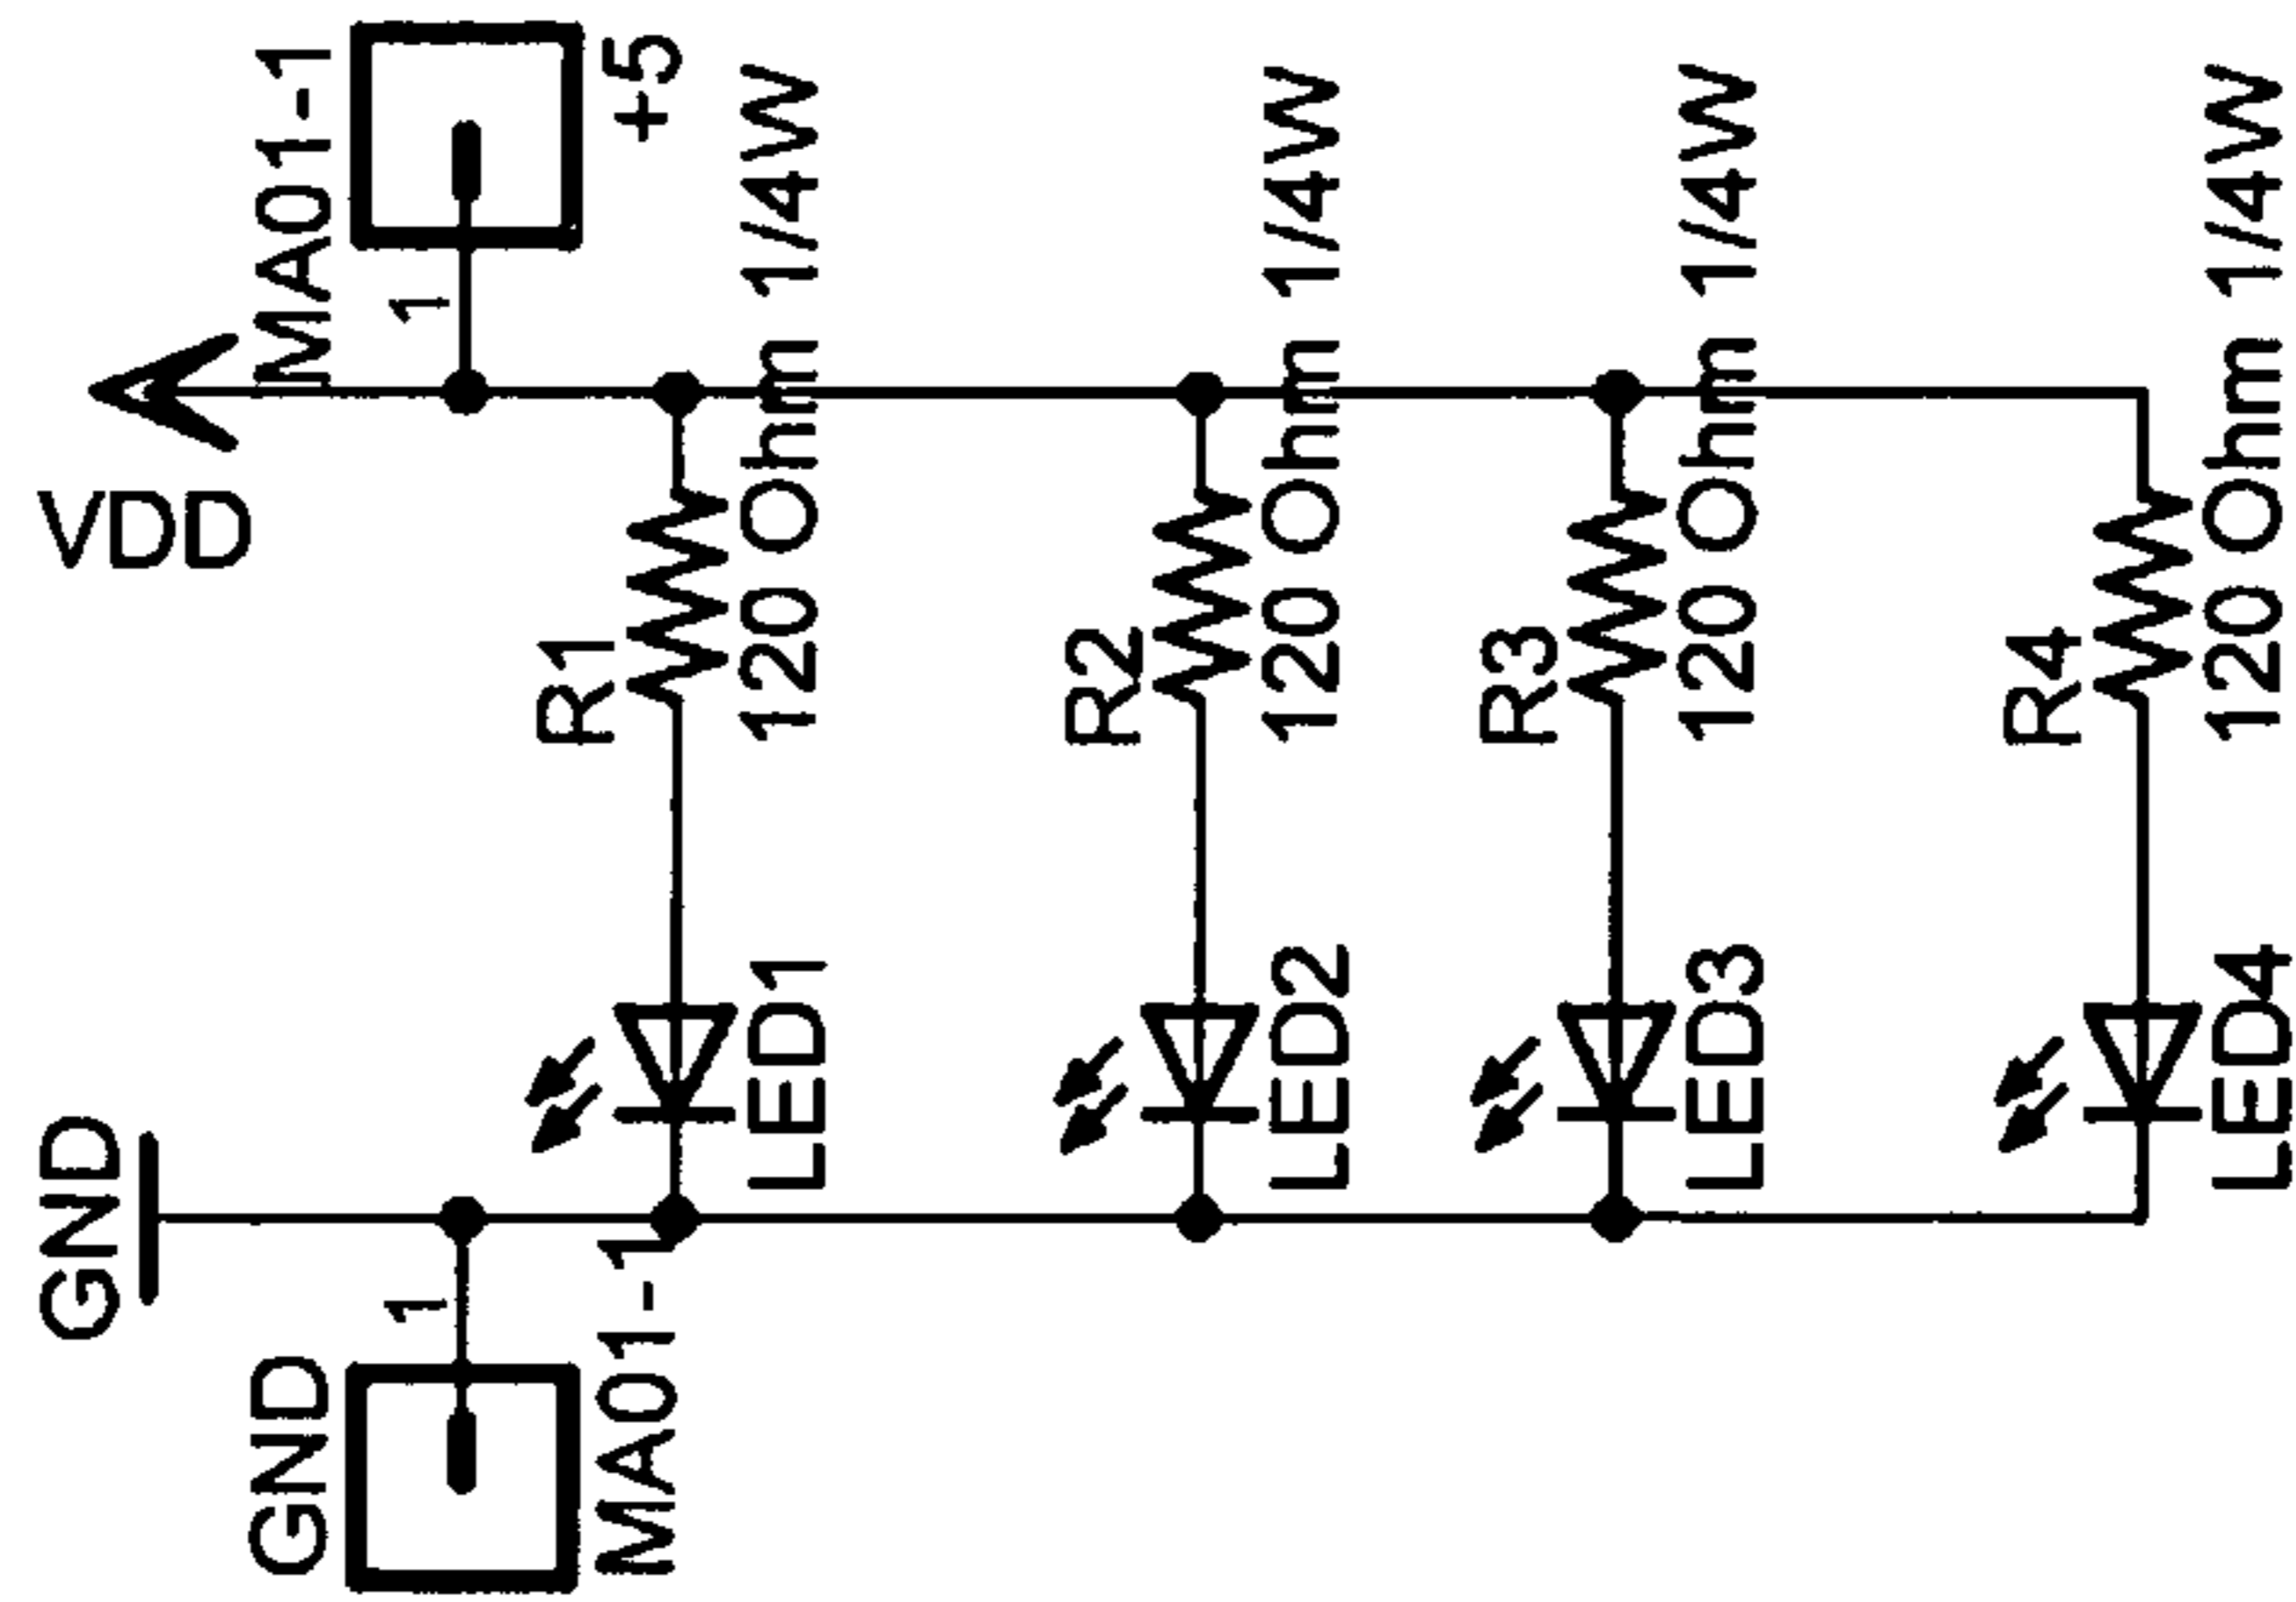 VDD
MA01-1
1
+5
R1
120 Ohm 1/4W
R2
120 Ohm 1/4W
R3
120 Ohm 1/4W
R4
120 Ohm 1/4W
LED1
LED2
LED3
LED4
GND
1
GND
MA01-1